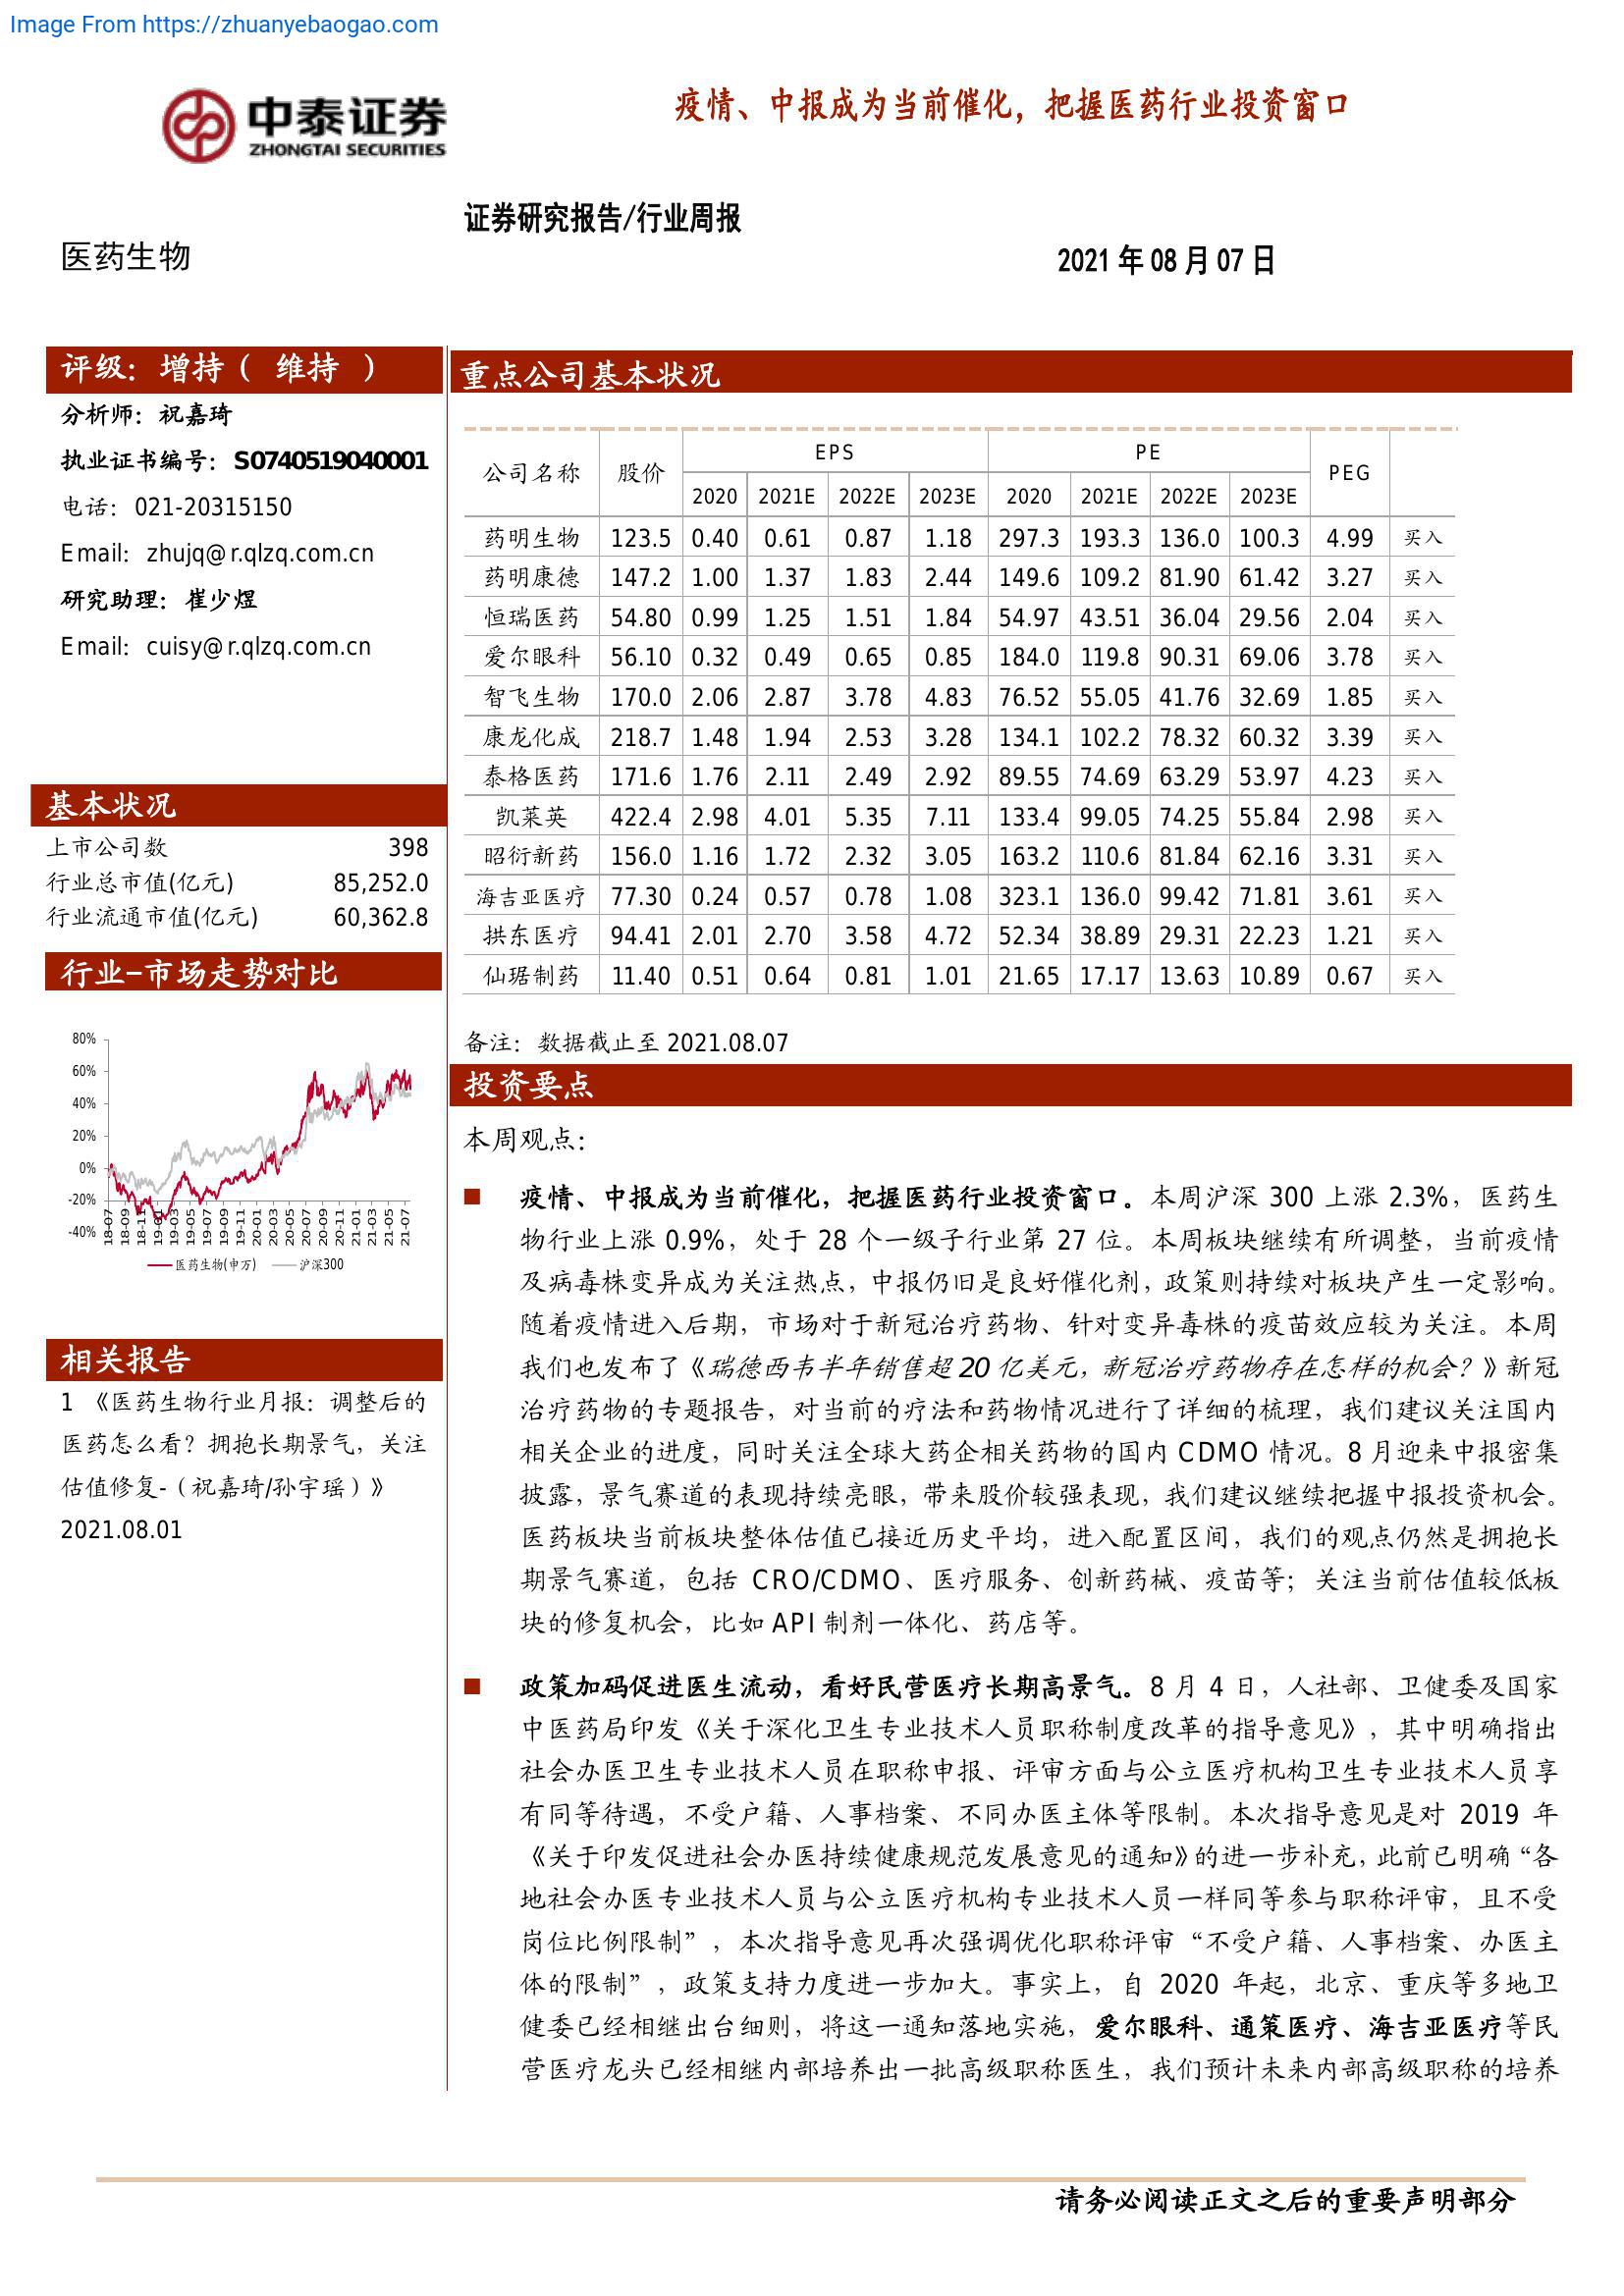 Image From https://zhuanyebaogao.com
中泰证券
ZHONGTAI SECURITIES
疫情、中报成为当前催化，把握医药行业投资窗口
证券研究报告/行业周报
医药生物
2021 年 08 月 07 日
评级：增持（ 维持 ）
分析师：祝嘉琦
执业证书编号：S0740519040001
电话：021-20315150
Email：zhujq@r.qlzq.com.cn
研究助理：崔少煜
Email：cuisy@r.qlzq.com.cn
基本状况
上市公司数 398
行业总市值(亿元) 85,252.0
行业流通市值(亿元) 60,362.8
行业-市场走势对比
80%
60%
40%
20%
0%
-20%
-40%
18-07 18-09 18-11 19-01 19-03 19-05 19-07 19-09 19-11 20-01 20-03 20-05 20-07 20-09 20-11 21-01 21-03 21-05 21-07
医药生物(申万) 沪深300
相关报告
1 《医药生物行业月报：调整后的
医药怎么看？拥抱长期景气，关注
估值修复-（祝嘉琦/孙宇瑶）》
2021.08.01
重点公司基本状况
公司名称 股价 EPS PE PEG
2020 2021E 2022E 2023E 2020 2021E 2022E 2023E
药明生物 123.5 0.40 0.61 0.87 1.18 297.3 193.3 136.0 100.3 4.99 买入
药明康德 147.2 1.00 1.37 1.83 2.44 149.6 109.2 81.90 61.42 3.27 买入
恒瑞医药 54.80 0.99 1.25 1.51 1.84 54.97 43.51 36.04 29.56 2.04 买入
爱尔眼科 56.10 0.32 0.49 0.65 0.85 184.0 119.8 90.31 69.06 3.78 买入
智飞生物 170.0 2.06 2.87 3.78 4.83 76.52 55.05 41.76 32.69 1.85 买入
康龙化成 218.7 1.48 1.94 2.53 3.28 134.1 102.2 78.32 60.32 3.39 买入
泰格医药 171.6 1.76 2.11 2.49 2.92 89.55 74.69 63.29 53.97 4.23 买入
凯莱英 422.4 2.98 4.01 5.35 7.11 133.4 99.05 74.25 55.84 2.98 买入
昭衍新药 156.0 1.16 1.72 2.32 3.05 163.2 110.6 81.84 62.16 3.31 买入
海吉亚医疗 77.30 0.24 0.57 0.78 1.08 323.1 136.0 99.42 71.81 3.61 买入
拱东医疗 94.41 2.01 2.70 3.58 4.72 52.34 38.89 29.31 22.23 1.21 买入
仙琚制药 11.40 0.51 0.64 0.81 1.01 21.65 17.17 13.63 10.89 0.67 买入
备注：数据截止至 2021.08.07
投资要点
本周观点：
■ 疫情、中报成为当前催化，把握医药行业投资窗口。本周沪深 300 上涨 2.3%，医药生
物行业上涨 0.9%，处于 28 个一级子行业第 27 位。本周板块继续有所调整，当前疫情
及病毒株变异成为关注热点，中报仍旧是良好催化剂，政策则持续对板块产生一定影响。
随着疫情进入后期，市场对于新冠治疗药物、针对变异毒株的疫苗效应较为关注。本周
我们也发布了《瑞德西韦半年销售超 20 亿美元，新冠治疗药物存在怎样的机会？》新冠
治疗药物的专题报告，对当前的疗法和药物情况进行了详细的梳理，我们建议关注国内
相关企业的进度，同时关注全球大药企相关药物的国内 CDMO 情况。8 月迎来中报密集
披露，景气赛道的表现持续亮眼，带来股价较强表现，我们建议继续把握中报投资机会。
医药板块当前板块整体估值已接近历史平均，进入配置区间，我们的观点仍然是拥抱长
期景气赛道，包括 CRO/CDMO、医疗服务、创新药械、疫苗等；关注当前估值较低板
块的修复机会，比如 API 制剂一体化、药店等。
■ 政策加码促进医生流动，看好民营医疗长期高景气。8 月 4 日，人社部、卫健委及国家
中医药局印发《关于深化卫生专业技术人员职称制度改革的指导意见》，其中明确指出
社会办医卫生专业技术人员在职称申报、评审方面与公立医疗机构卫生专业技术人员享
有同等待遇，不受户籍、人事档案、不同办医主体等限制。本次指导意见是对 2019 年
《关于印发促进社会办医持续健康规范发展意见的通知》的进一步补充，此前已明确“各
地社会办医专业技术人员与公立医疗机构专业技术人员一样同等参与职称评审，且不受
岗位比例限制”，本次指导意见再次强调优化职称评审“不受户籍、人事档案、办医主
体的限制”，政策支持力度进一步加大。事实上，自 2020 年起，北京、重庆等多地卫
健委已经相继出台细则，将这一通知落地实施，爱尔眼科、通策医疗、海吉亚医疗等民
营医疗龙头已经相继内部培养出一批高级职称医生，我们预计未来内部高级职称的培养
请务必阅读正文之后的重要声明部分